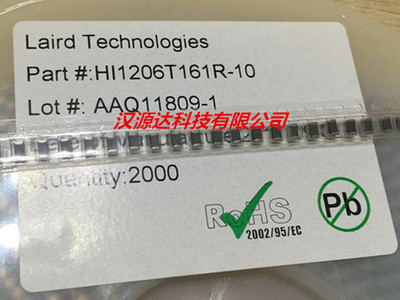 Laird Technologies
Part #:HI1206T161R-10
Lot #: AAQ11809-1
汉源达科技有限公司
Quantity:2000
RoHS
2002/95/EC
Pb